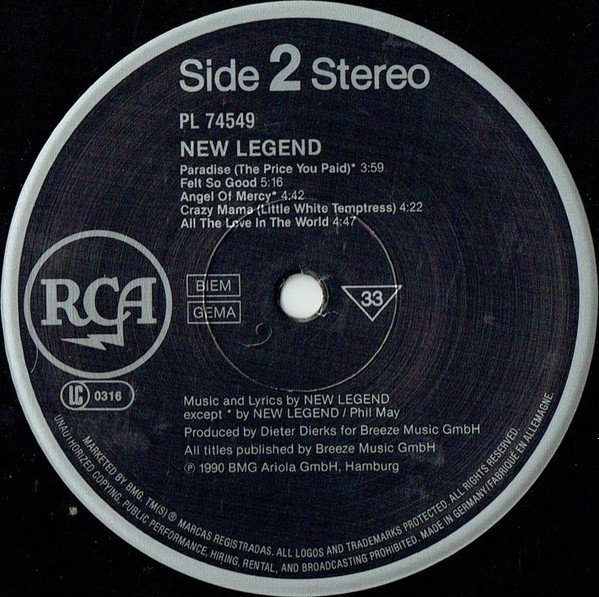 Side 2 Stereo
PL 74549
NEW LEGEND
Paradise (The Price You Paid)* 3:59
Felt So Good 5:16
Angel Of Mercy* 4:42
Crazy Mama (Little White Temptress) 4:22
All The Love In The World 4:47
RCA
BIEM
GEMA
33
LC 0316
Music and Lyrics by NEW LEGEND
except * by NEW LEGEND / Phil May
Produced by Dieter Dierks for Breeze Music GmbH
All titles published by Breeze Music GmbH
℗ 1990 BMG Ariola GmbH, Hamburg
MARKETED BY BMG. TM(S) ® MARCAS REGISTRADAS. ALL LOGOS AND TRADEMARKS PROTECTED. ALL RIGHTS RESERVED.
UNAUTHORIZED COPYING, PUBLIC PERFORMANCE, HIRING, RENTAL, AND BROADCASTING PROHIBITED. MADE IN GERMANY/FABRIQUÉ EN ALLEMAGNE.